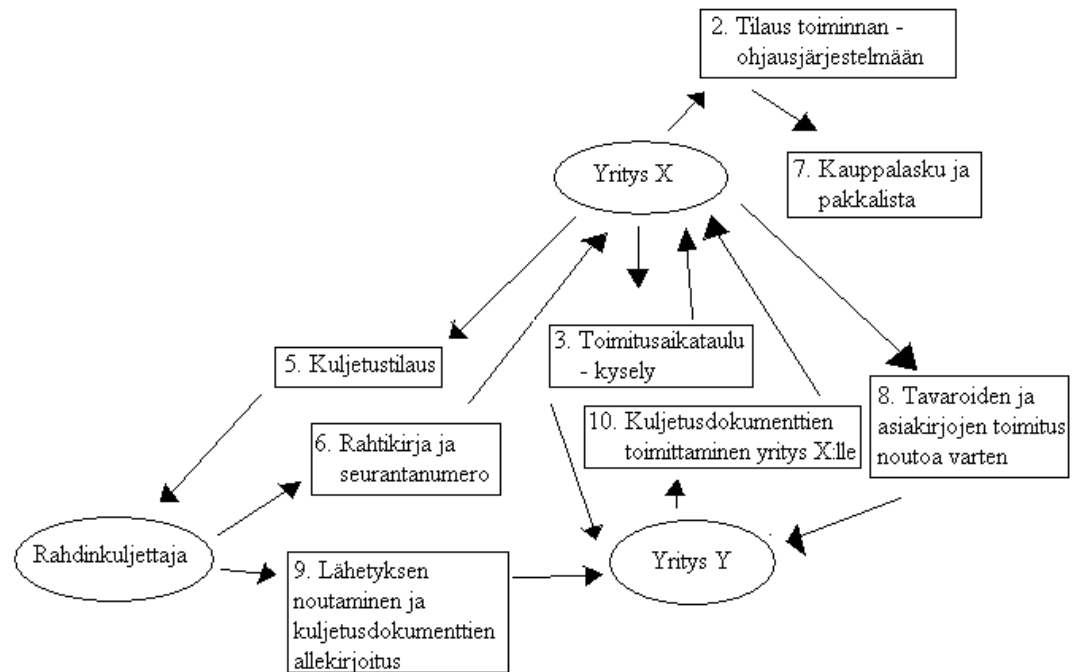 2. Tilaus toiminnan -
ohjausjärjestelmään
Yritys X
7. Kauppalasku ja
pakkalista
3. Toimitusaikataulu
- kysely
5. Kuljetustilaus
8. Tavaroiden ja
asiakirjojen toimitus
noutoa varten
10. Kuljetusdokumenttien
toimittaminen yritys X:lle
6. Rahtikirja ja
seurantanumero
Rahdinkuljettaja
Yritys Y
9. Lähetyksen
noutaminen ja
kuljetusdokumenttien
allekirjoitus